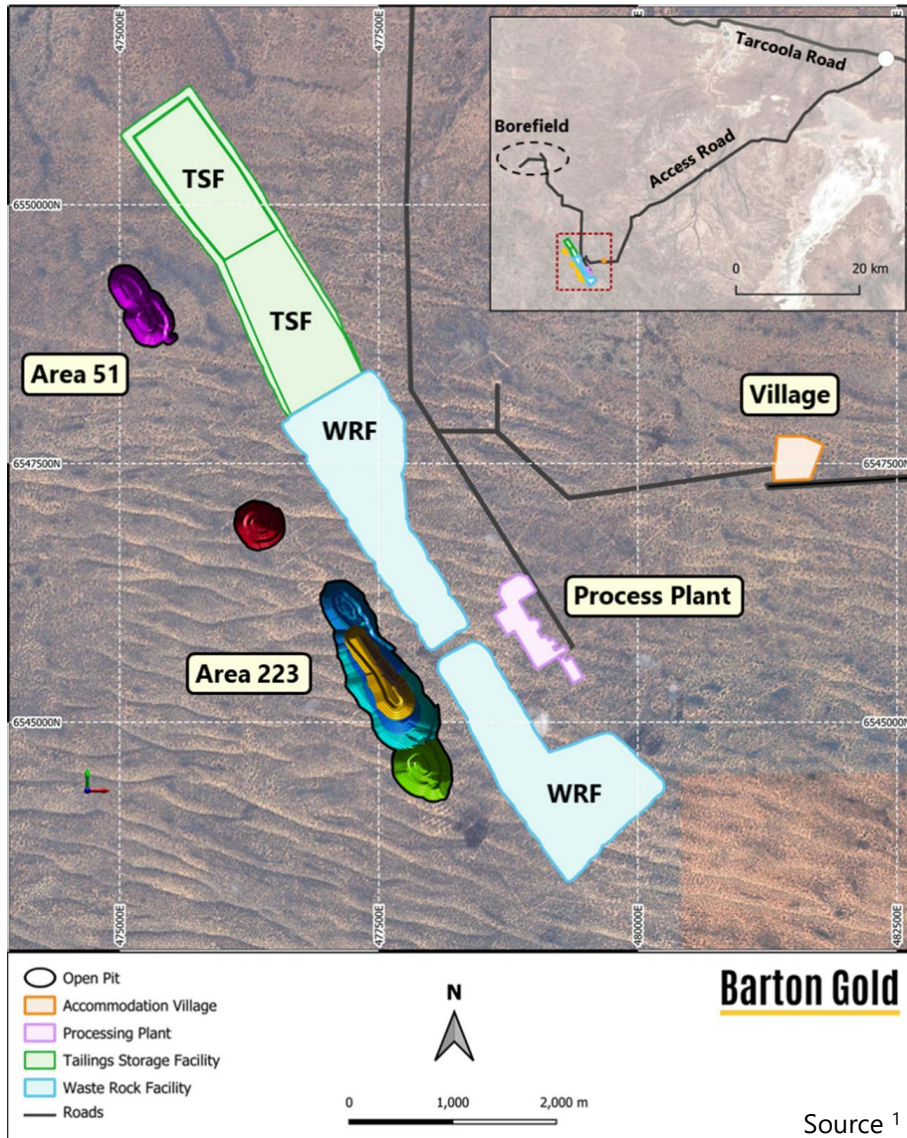 475000E
477500E
Tarcoola Road
Borefield
Access Road
0 20 km
TSF
6550000N
TSF
Area 51
WRF
Village
6547500N
6547500N
Process Plant
Area 223
6545000N
6545000N
WRF
475000E
477500E
480000E
482500E
Open Pit
Accommodation Village
Processing Plant
Tailings Storage Facility
Waste Rock Facility
Roads
N
0 1,000 2,000 m
Barton Gold
Source 1